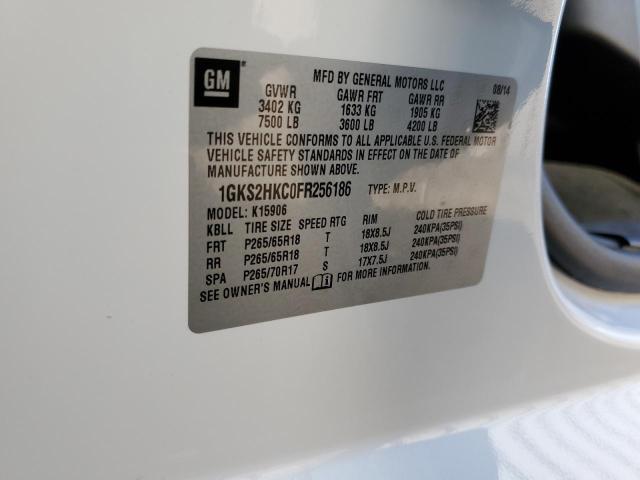 GM
MFD BY GENERAL MOTORS LLC
08/14
GVWR GAWR FRT GAWR RR
3402 KG 1633 KG 1905 KG
7500 LB 3600 LB 4200 LB
THIS VEHICLE CONFORMS TO ALL APPLICABLE U.S. FEDERAL MOTOR
VEHICLE SAFETY STANDARDS IN EFFECT ON THE DATE OF
MANUFACTURE SHOWN ABOVE.
1GKS2HKC0FR256186 TYPE: M.P.V.
MODEL: K15906
KBLL TIRE SIZE SPEED RTG RIM COLD TIRE PRESSURE
FRT P265/65R18 T 18X8.5J 240KPA(35PSI)
RR P265/65R18 T 18X8.5J 240KPA(35PSI)
SPA P265/70R17 S 17X7.5J 240KPA(35PSI)
SEE OWNER'S MANUAL FOR MORE INFORMATION.